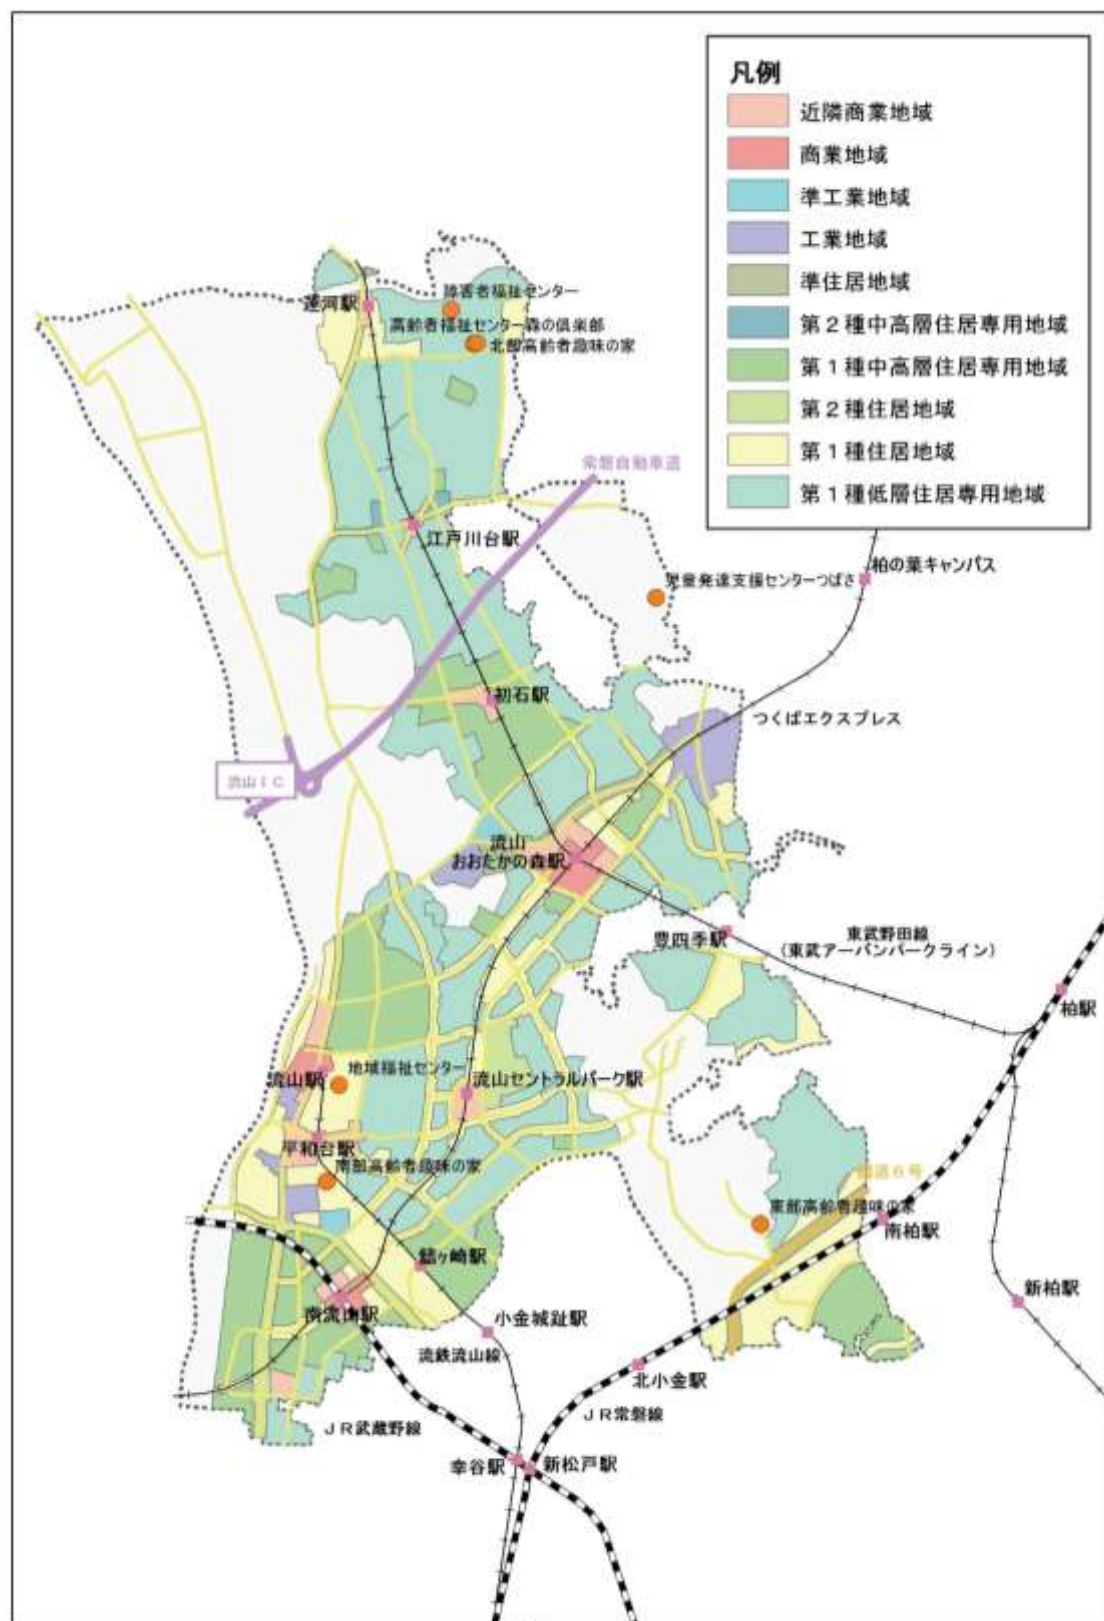 凡例
近隣商業地域
商業地域
準工業地域
工業地域
準住居地域
第２種中高層住居専用地域
第１種中高層住居専用地域
第２種住居地域
第１種住居地域
第１種低層住居専用地域
運河駅
障害者福祉センター
高齢者福祉センター森の倶楽部
北部高齢者趣味の家
常磐自動車道
江戸川台駅
児童発達支援センターつばさ
柏の葉キャンパス
初石駅
つくばエクスプレス
流山ＩＣ
流山
おおたかの森駅
豊四季駅
東武野田線
（東武アーバンパークライン）
柏駅
流山駅
地域福祉センター
流山セントラルパーク駅
平和台駅
南部高齢者趣味の家
国道６号
東部高齢者趣味の家
南柏駅
鰭ヶ崎駅
新柏駅
南流山駅
小金城趾駅
流鉄流山線
北小金駅
ＪＲ武蔵野線
ＪＲ常磐線
幸谷駅
新松戸駅